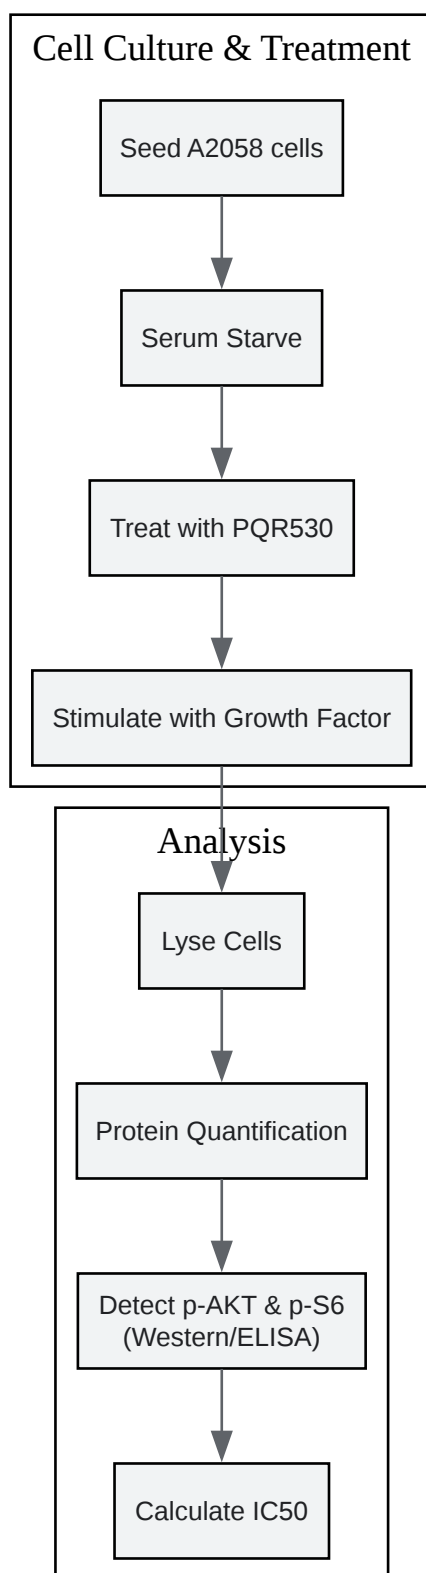 Cell Culture & Treatment
Seed A2058 cells
Serum Starve
Treat with PQR530
Stimulate with Growth Factor
Analysis
Lyse Cells
Protein Quantification
Detect p-AKT & p-S6
(Western/ELISA)
Calculate IC50